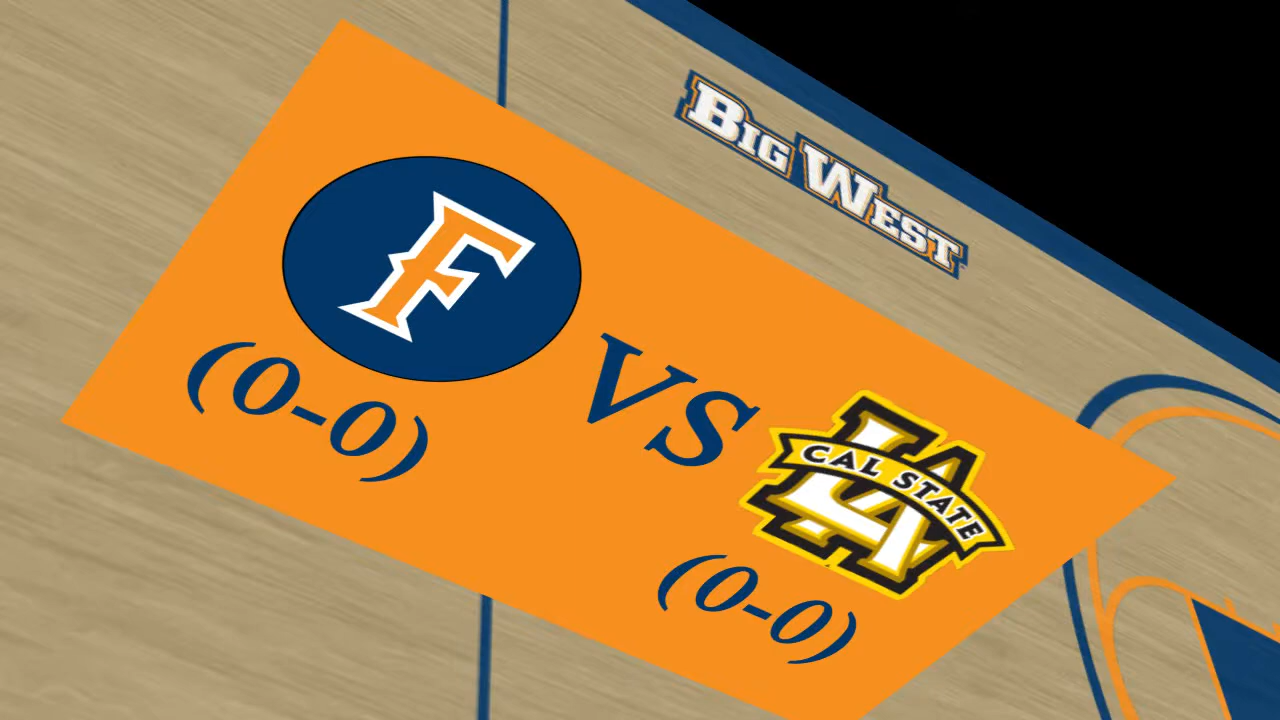 BIG WEST
F
VS
LA
CAL STATE
(0-0)
(0-0)